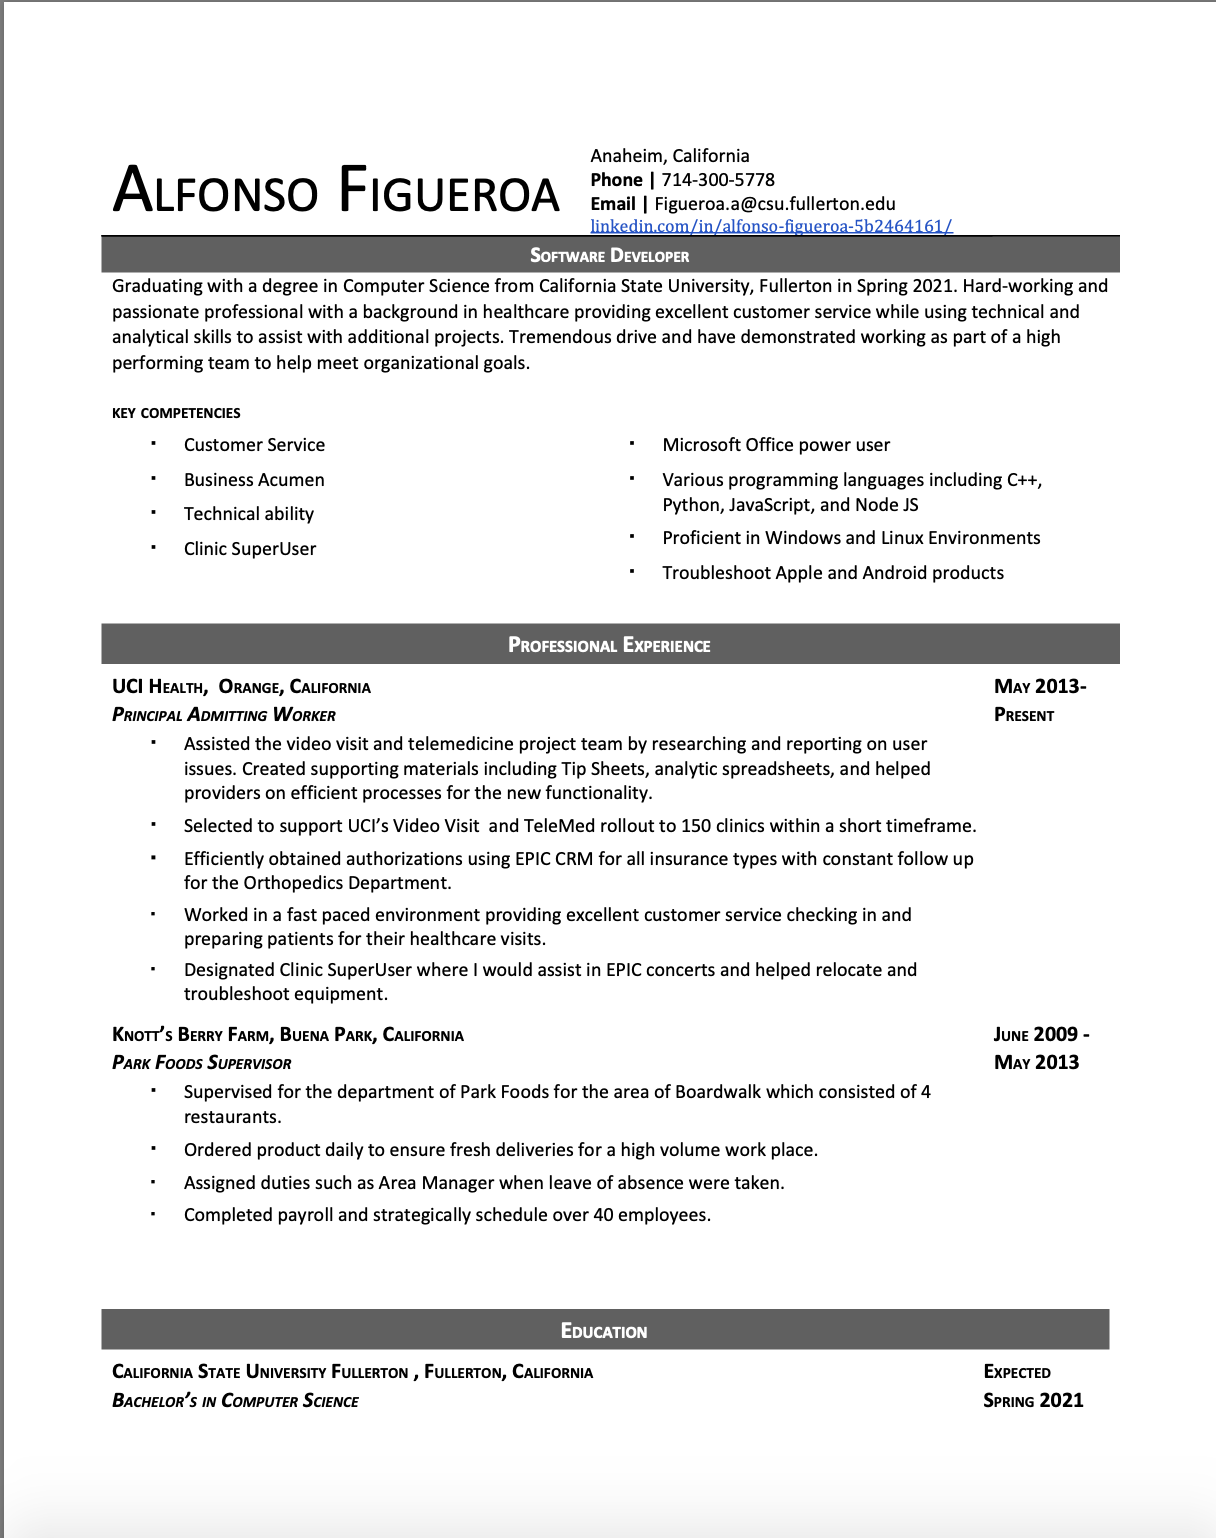 Alfonso Figueroa
Anaheim, California
Phone | 714-300-5778
Email | Figueroa.a@csu.fullerton.edu
linkedin.com/in/alfonso-figueroa-5b2464161/
Software Developer
Graduating with a degree in Computer Science from California State University, Fullerton in Spring 2021. Hard-working and
passionate professional with a background in healthcare providing excellent customer service while using technical and
analytical skills to assist with additional projects. Tremendous drive and have demonstrated working as part of a high
performing team to help meet organizational goals.
KEY COMPETENCIES
▪ Customer Service
▪ Business Acumen
▪ Technical ability
▪ Clinic SuperUser
▪ Microsoft Office power user
▪ Various programming languages including C++,
Python, JavaScript, and Node JS
▪ Proficient in Windows and Linux Environments
▪ Troubleshoot Apple and Android products
Professional Experience
UCI Health,  Orange, California
Principal Admitting Worker
May 2013-
Present
▪ Assisted the video visit and telemedicine project team by researching and reporting on user
issues. Created supporting materials including Tip Sheets, analytic spreadsheets, and helped
providers on efficient processes for the new functionality.
▪ Selected to support UCI’s Video Visit  and TeleMed rollout to 150 clinics within a short timeframe.
▪ Efficiently obtained authorizations using EPIC CRM for all insurance types with constant follow up
for the Orthopedics Department.
▪ Worked in a fast paced environment providing excellent customer service checking in and
preparing patients for their healthcare visits.
▪ Designated Clinic SuperUser where I would assist in EPIC concerts and helped relocate and
troubleshoot equipment.
Knott’s Berry Farm, Buena Park, California
Park Foods Supervisor
June 2009 -
May 2013
▪ Supervised for the department of Park Foods for the area of Boardwalk which consisted of 4
restaurants.
▪ Ordered product daily to ensure fresh deliveries for a high volume work place.
▪ Assigned duties such as Area Manager when leave of absence were taken.
▪ Completed payroll and strategically schedule over 40 employees.
Education
California State University Fullerton , Fullerton, California
Bachelor’s in Computer Science
Expected
Spring 2021